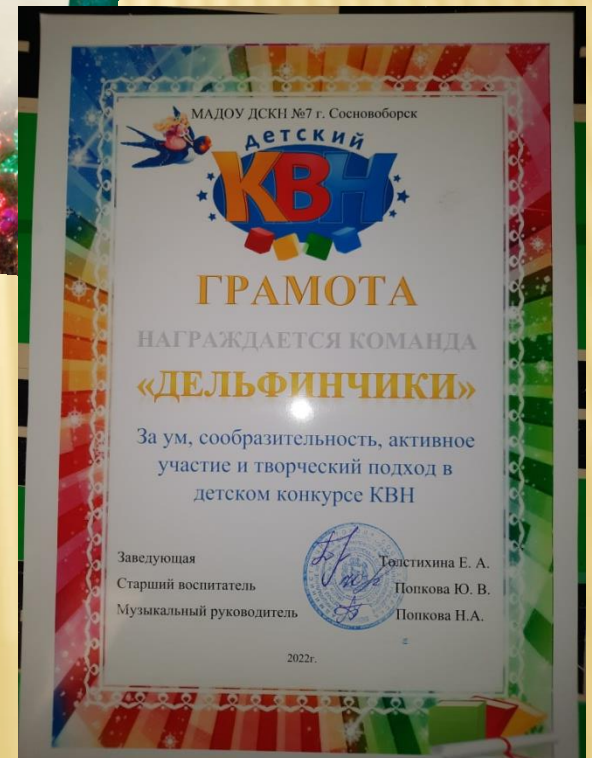 МАДОУ ДСКН №7 г. Сосновоборск
детский
КВН
ГРАМОТА
НАГРАЖДАЕТСЯ КОМАНДА
«ДЕЛЬФИНЧИКИ»
За ум, сообразительность, активное
участие и творческий подход в
детском конкурсе КВН
Заведующая Толстихина Е. А.
Старший воспитатель Попкова Ю. В.
Музыкальный руководитель Попкова Н.А.
2022г.